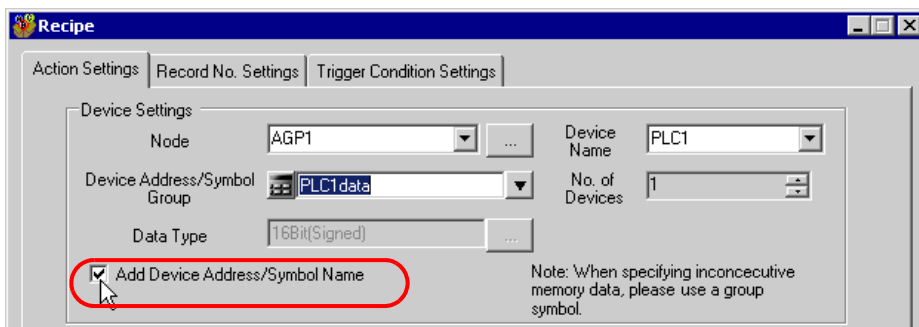 Recipe
Action Settings Record No. Settings Trigger Condition Settings
Device Settings
Node AGP1 ... Device Name PLC1
Device Address/Symbol Group PLC1data No. of Devices 1
Data Type 16Bit(Signed) ...
Add Device Address/Symbol Name
Note: When specifying inconcecutive
memory data, please use a group
symbol.